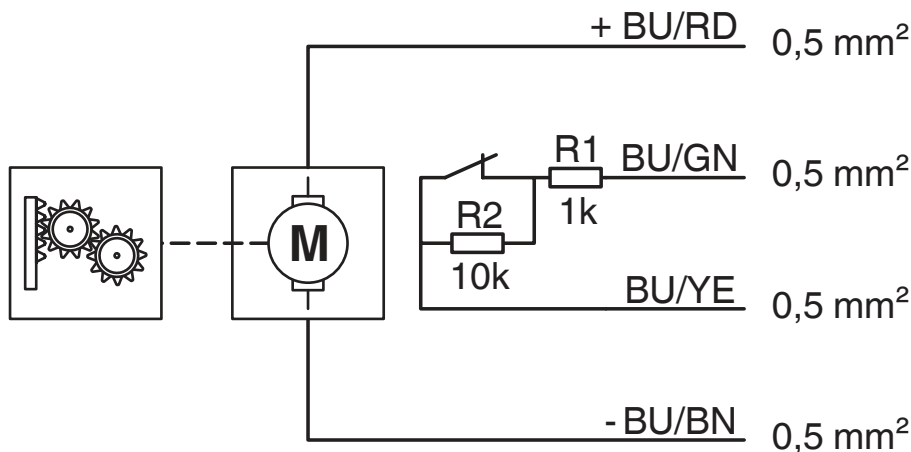 + BU/RD 0,5 mm²
R1 BU/GN 0,5 mm²
1k
R2
10k
M
BU/YE 0,5 mm²
- BU/BN 0,5 mm²